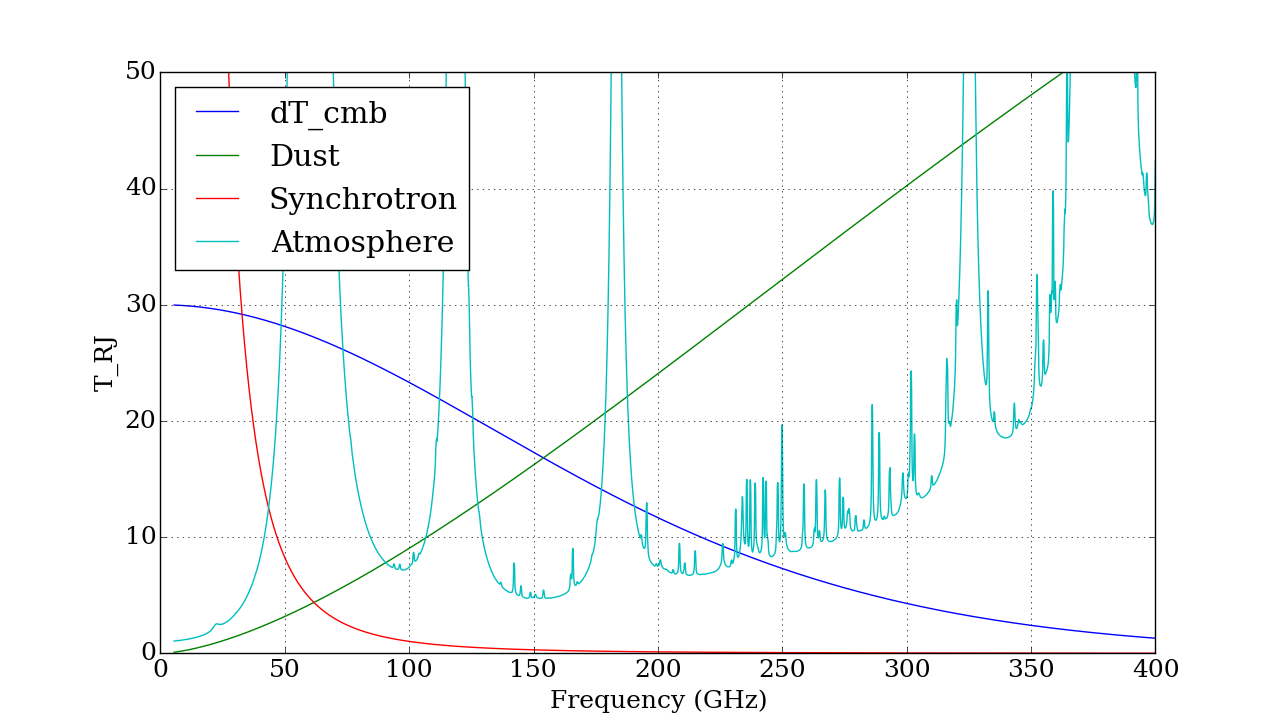 50
40
30
20
10
0
T_RJ
dT_cmb
Dust
Synchrotron
Atmosphere
0 50 100 150 200 250 300 350 400
Frequency (GHz)